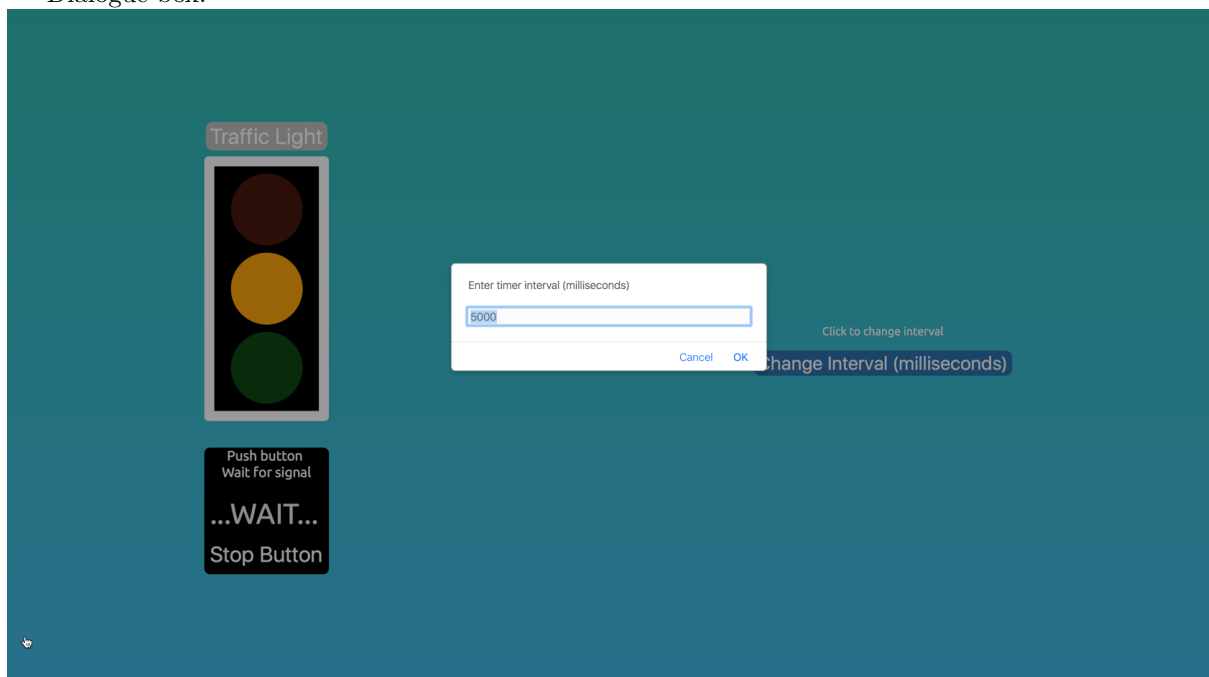 Dialogue box:
Traffic Light
Enter timer interval (milliseconds)
5000
Cancel OK
Click to change interval
Change Interval (milliseconds)
Push button
Wait for signal
...WAIT...
Stop Button